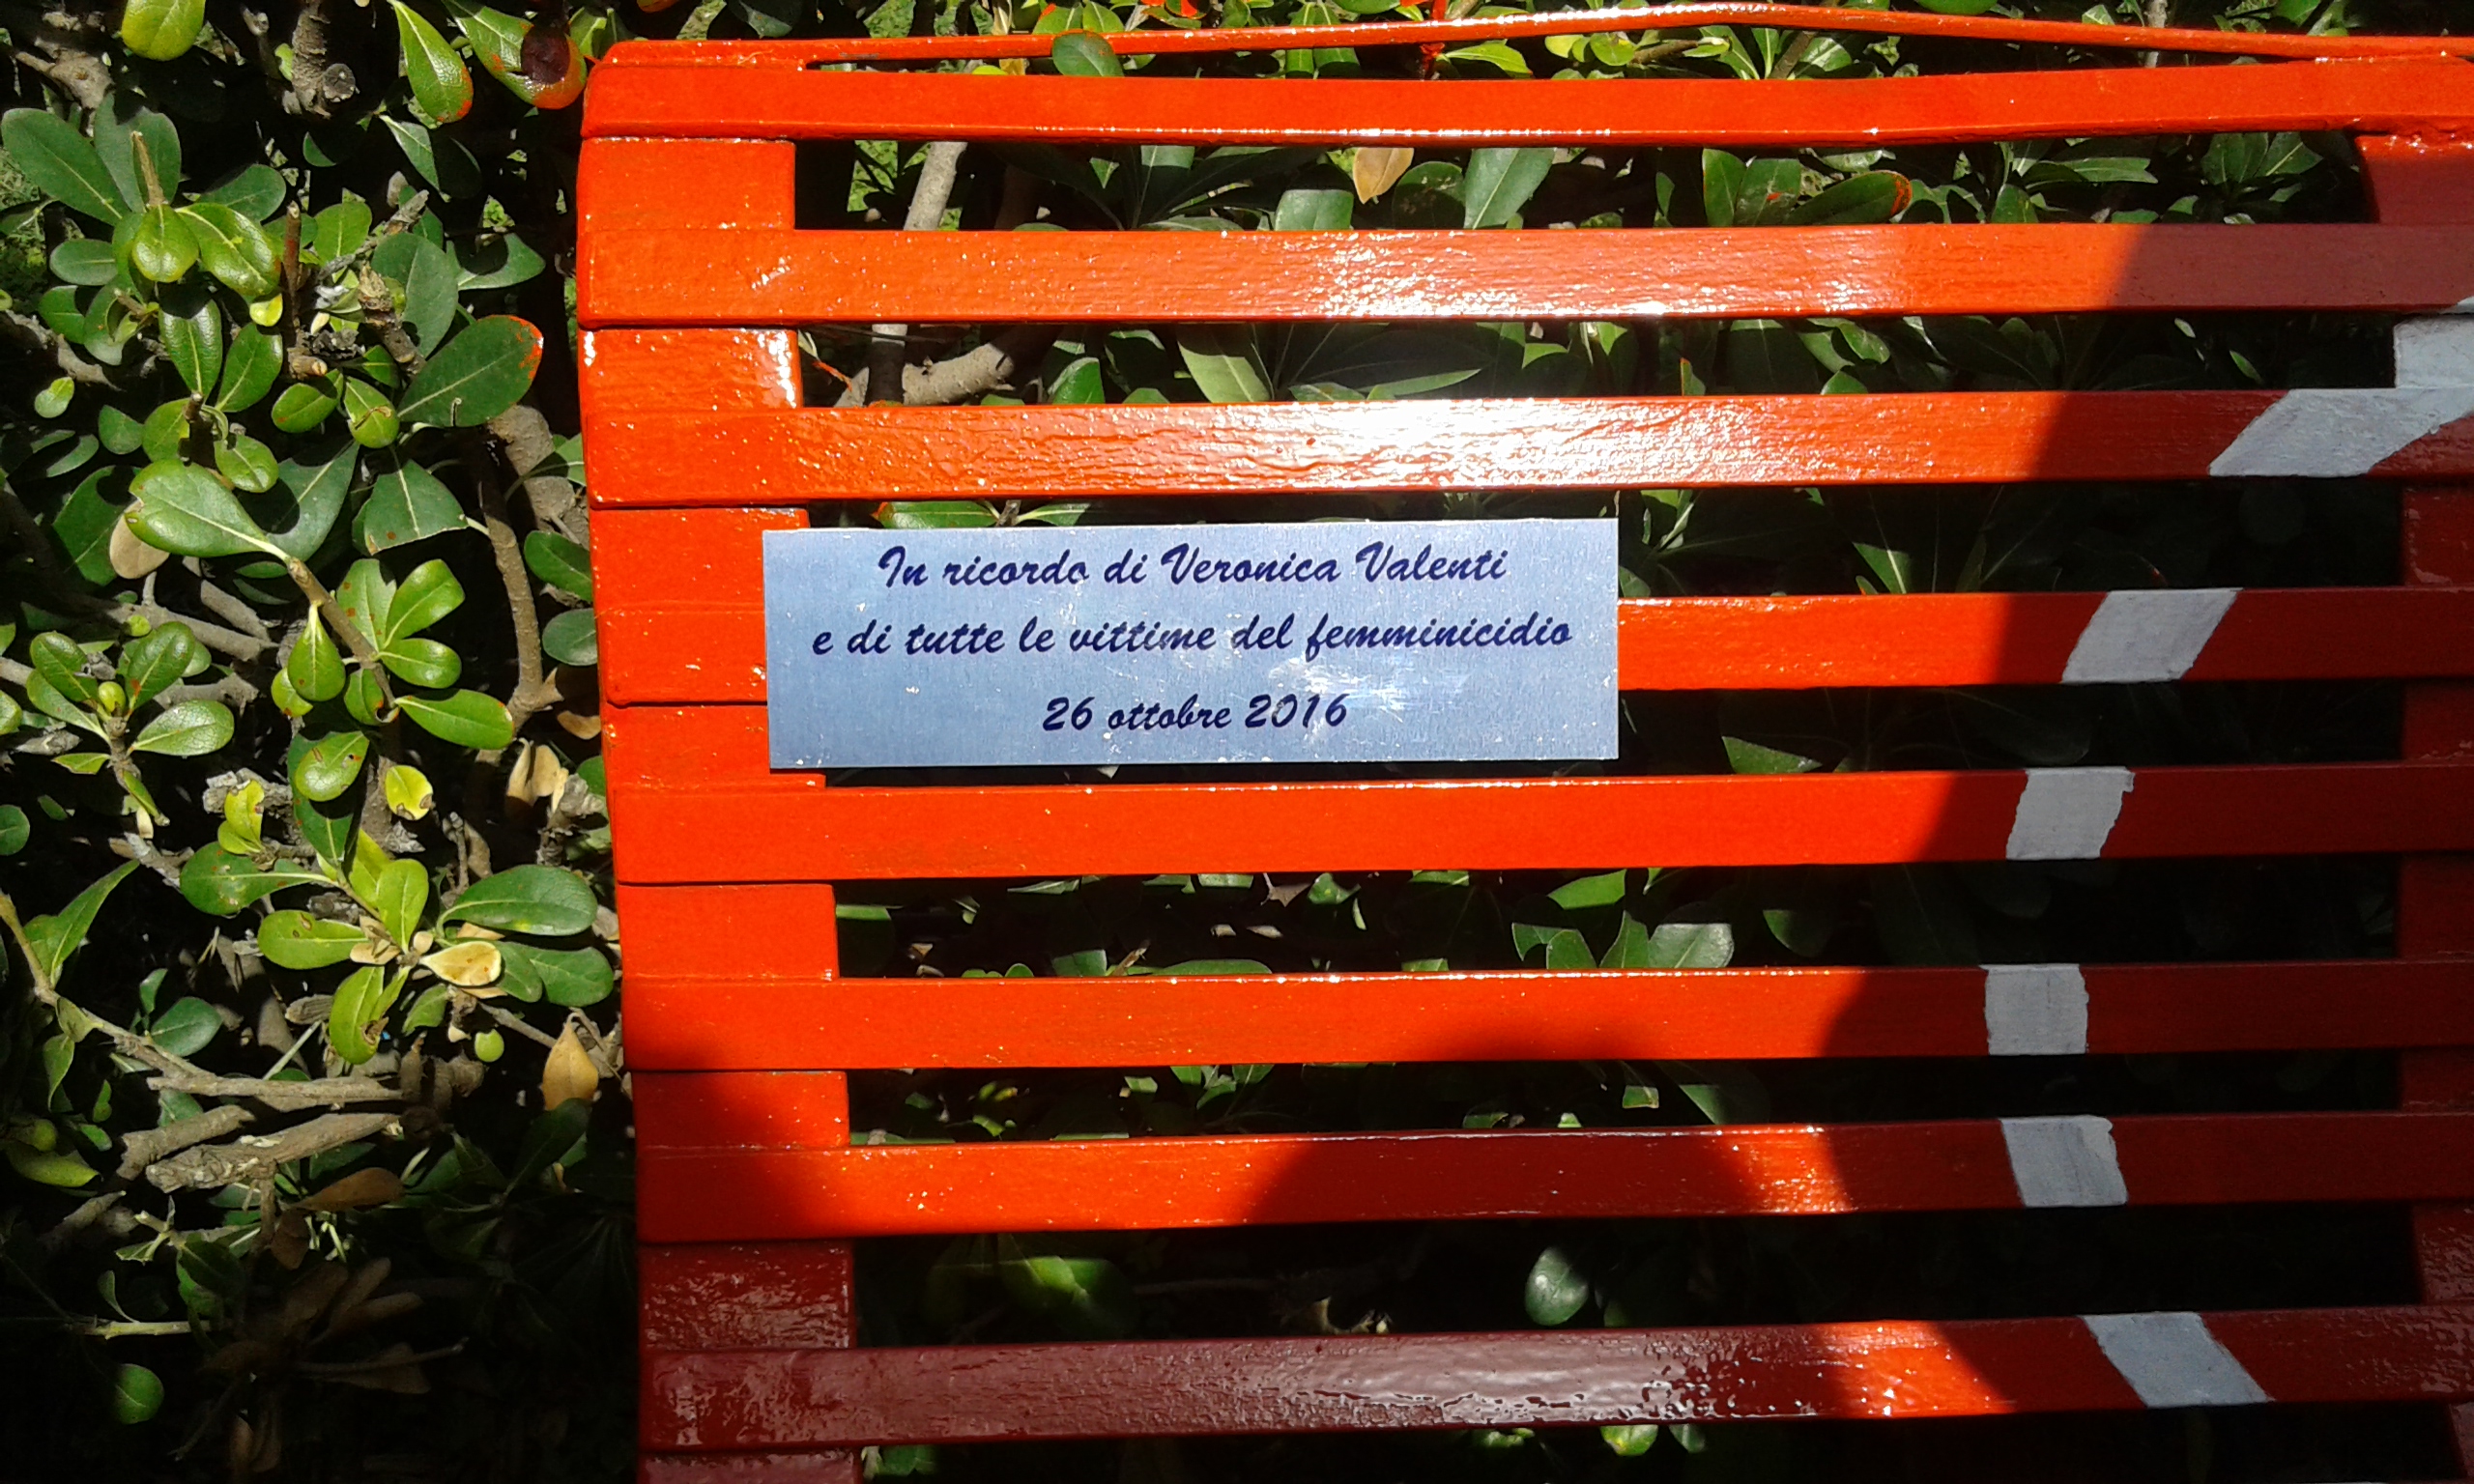 In ricordo di Veronica Valenti
e di tutte le vittime del femminicidio
26 ottobre 2016